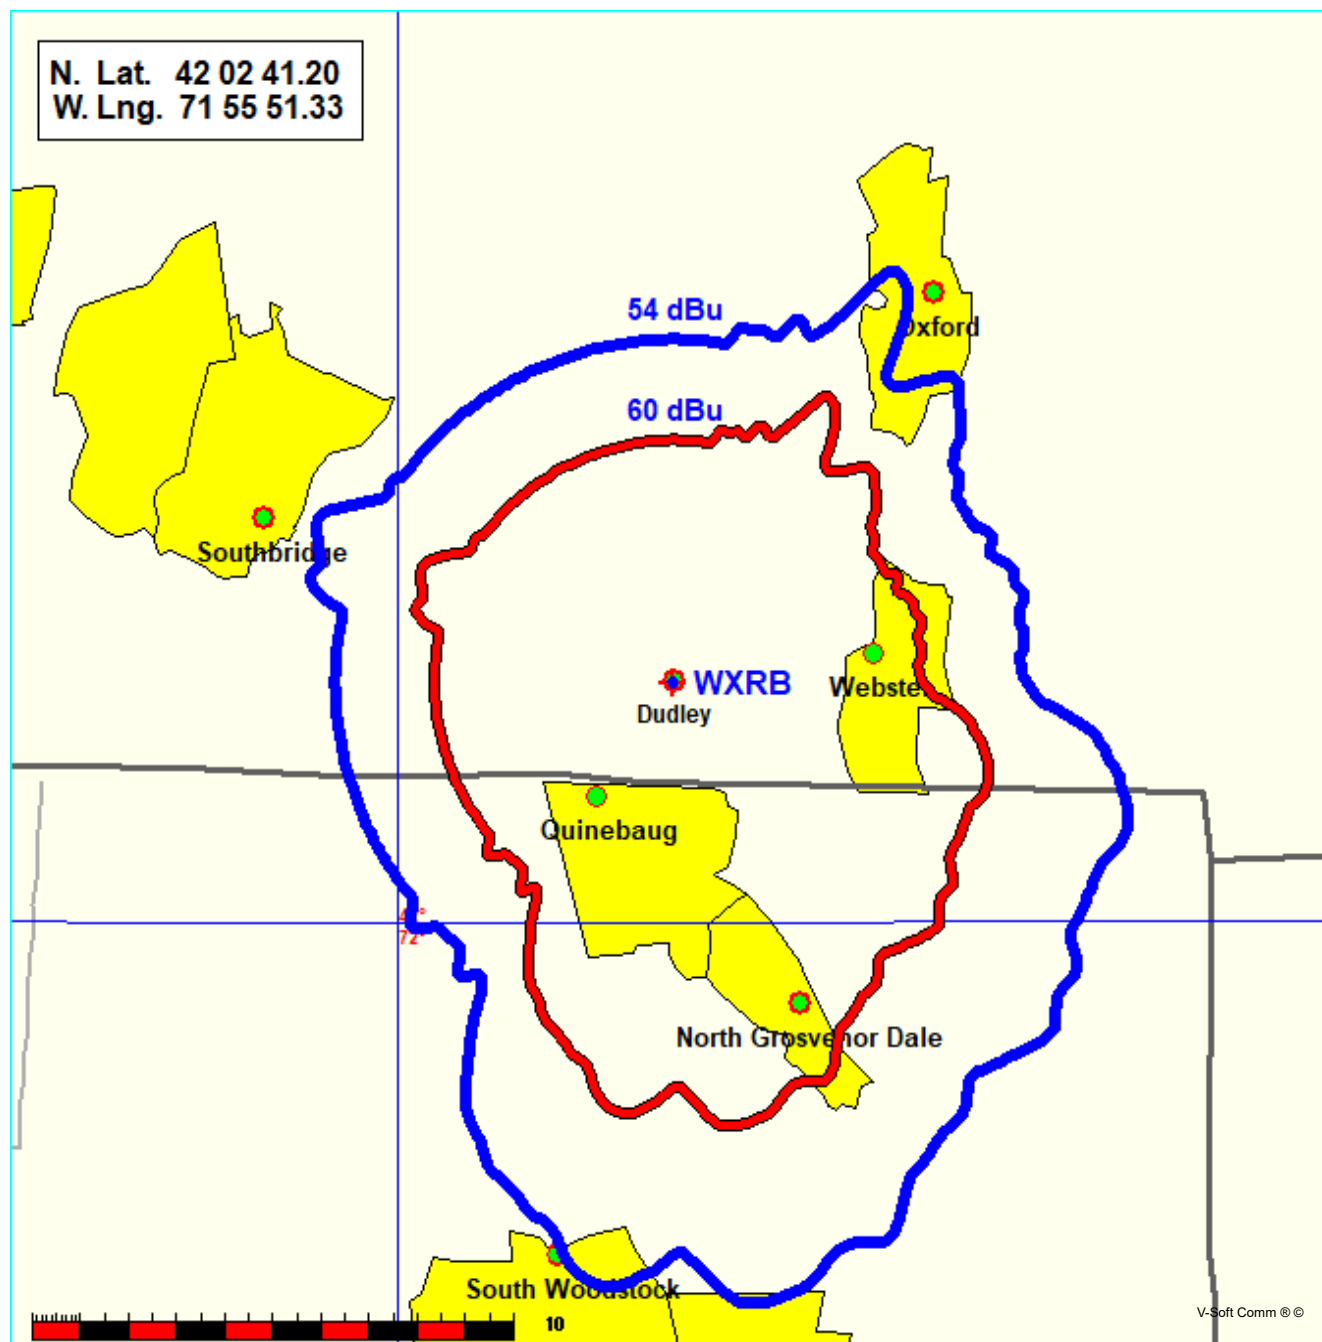 N. Lat. 42 02 41.20
W. Lng. 71 55 51.33
54 dBu
Oxford
60 dBu
Southbridge
WXRB
Webster
Dudley
Quinebaug
72°
North Grosvenor Dale
South Woodstock
10
V-Soft Comm ® ©